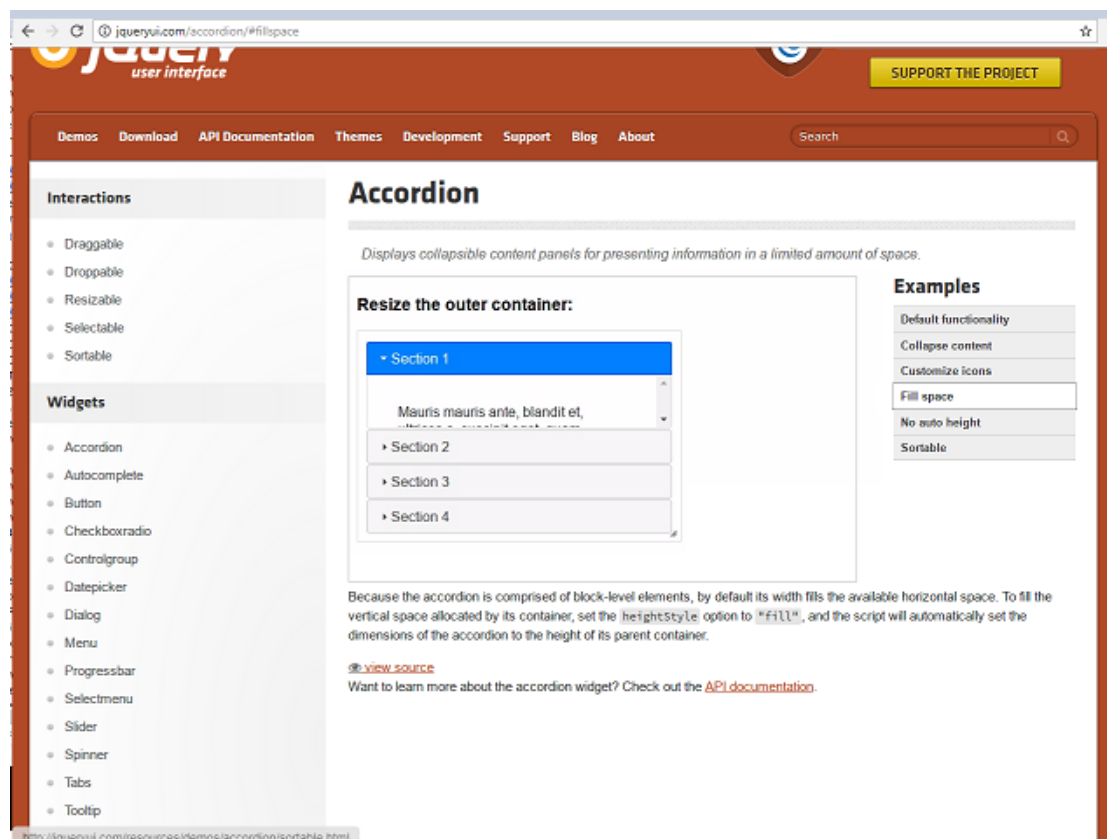 jqueryui.com/accordion/#fillspace
jQuery
user interface
SUPPORT THE PROJECT
Demos Download API Documentation Themes Development Support Blog About Search
Interactions
Draggable
Droppable
Resizable
Selectable
Sortable
Widgets
Accordion
Autocomplete
Button
Checkboxradio
Controlgroup
Datepicker
Dialog
Menu
Progressbar
Selectmenu
Slider
Spinner
Tabs
Tooltip
Accordion
Displays collapsible content panels for presenting information in a limited amount of space.
Resize the outer container:
Section 1
Mauris mauris ante, blandit et,
Section 2
Section 3
Section 4
Examples
Default functionality
Collapse content
Customize icons
Fill space
No auto height
Sortable
Because the accordion is comprised of block-level elements, by default its width fills the available horizontal space. To fill the
vertical space allocated by its container, set the heightStyle option to "fill", and the script will automatically set the
dimensions of the accordion to the height of its parent container.
view source
Want to learn more about the accordion widget? Check out the API documentation.
http://jqueryui.com/resources/demos/accordion/sortable.html